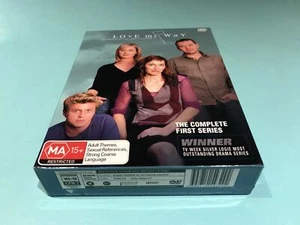 LOVE my WaY
THE COMPLETE
FIRST SERIES
WINNER
TV WEEK SILVER LOGIE MOST
OUTSTANDING DRAMA SERIES
MA 15+
RESTRICTED
Adult Themes,
Sexual References,
Strong Coarse
Language